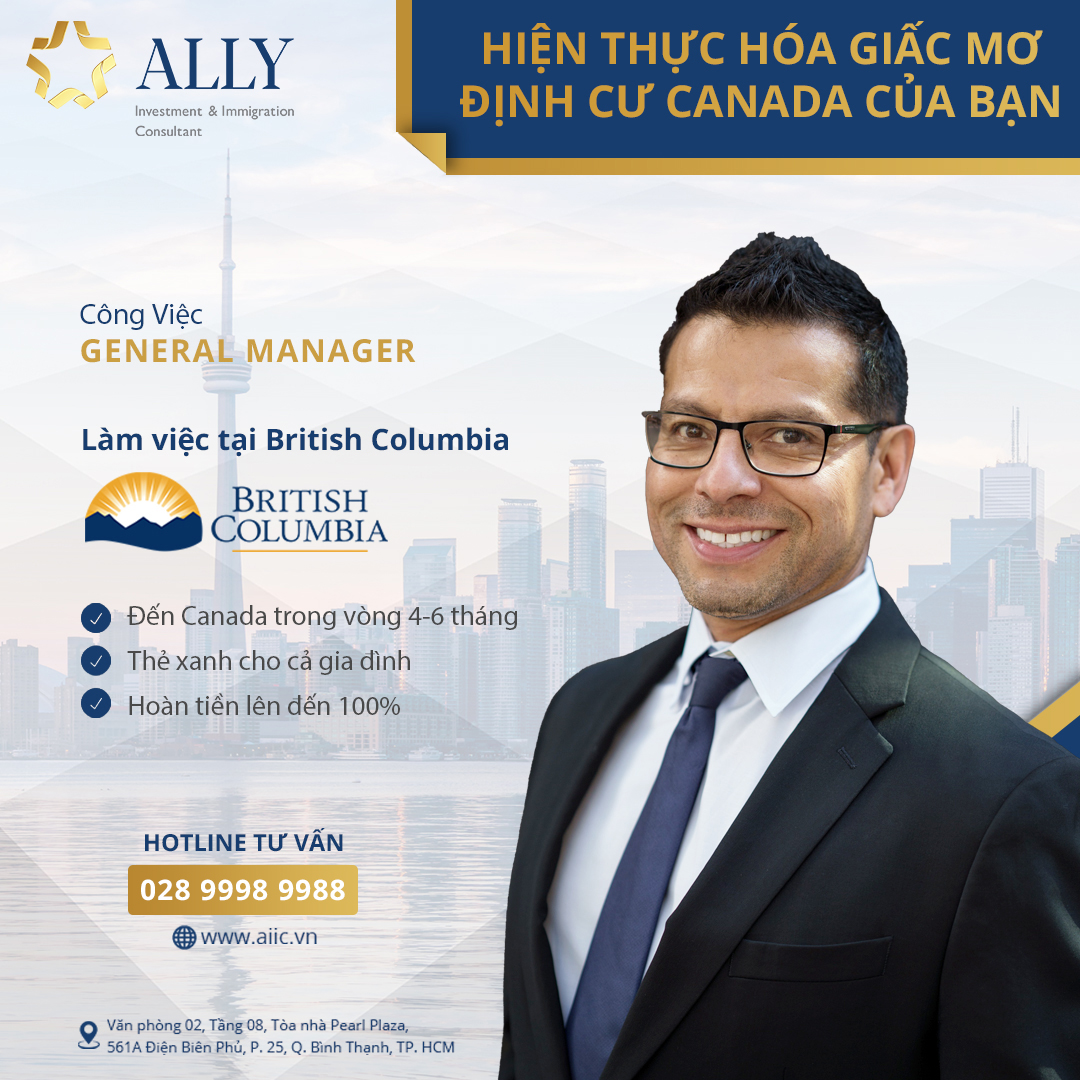 ALLY
Investment & Immigration
Consultant
HIỆN THỰC HÓA GIẤC MƠ
ĐỊNH CƯ CANADA CỦA BẠN
Công Việc
GENERAL MANAGER
Làm việc tại British Columbia
BRITISH
COLUMBIA
Đến Canada trong vòng 4-6 tháng
Thẻ xanh cho cả gia đình
Hoàn tiền lên đến 100%
HOTLINE TƯ VẤN
028 9998 9988
www.aiic.vn
Văn phòng 02, Tầng 08, Tòa nhà Pearl Plaza,
561A Điện Biên Phủ, P. 25, Q. Bình Thạnh, TP. HCM